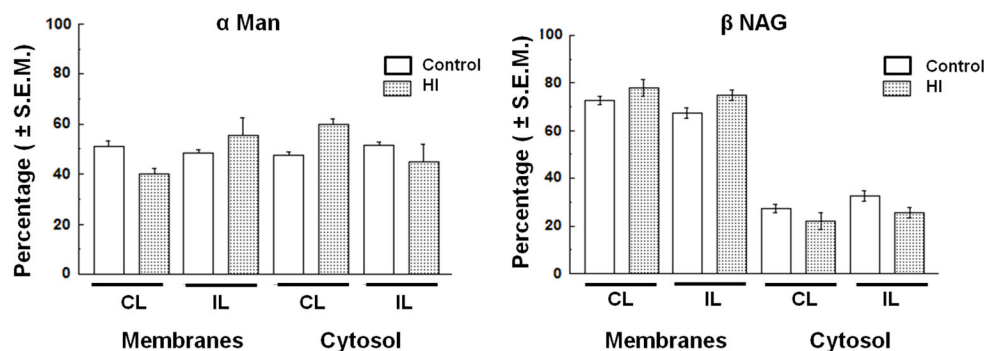 α Man
Percentage ( ± S.E.M.)
100
80
60
40
20
0
Control
HI
CL IL CL IL
Membranes Cytosol
β NAG
Percentage ( ± S.E.M.)
100
80
60
40
20
0
Control
HI
CL IL CL IL
Membranes Cytosol